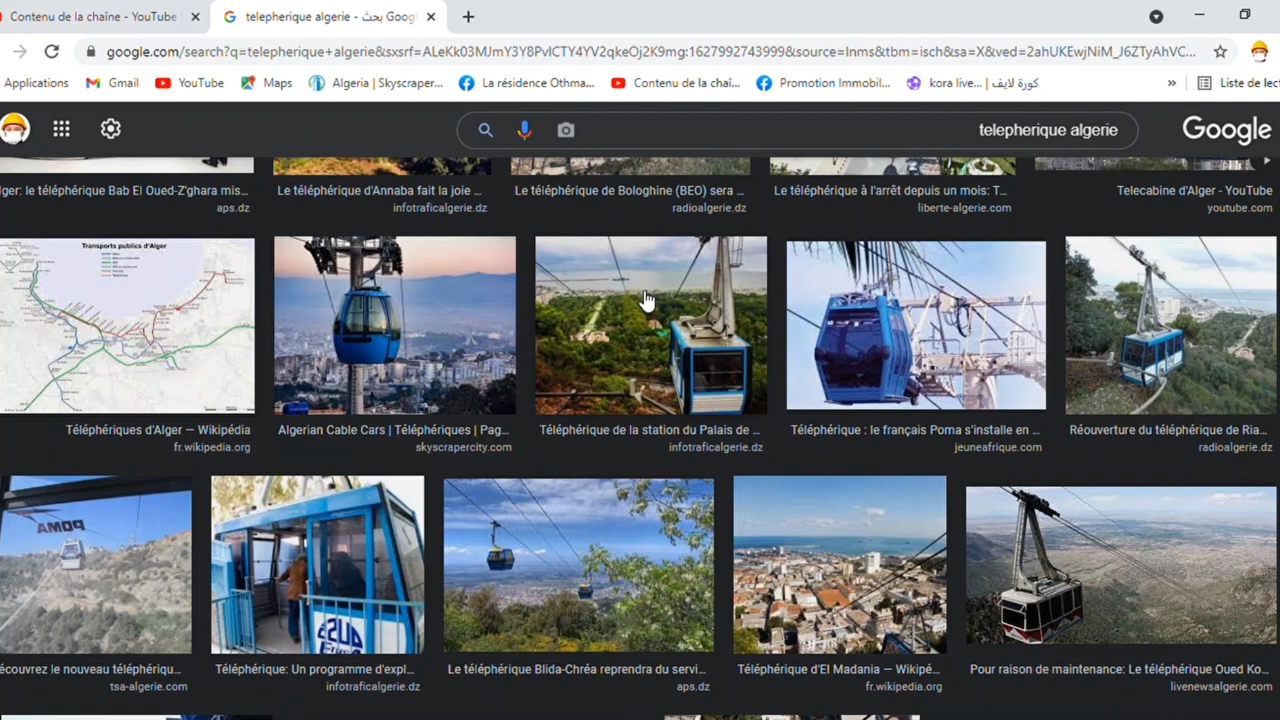 Contenu de la chaîne - YouTube
telepherique algerie - بحث Goog
google.com/search?q=telepherique+algerie&sxsrf=ALeKk03MJmY3Y8PvICTY4YV2qkeOj2K9mg:1627992743999&source=lnms&tbm=isch&sa=X&ved=2ahUKEwjNiM_J6ZTyAhVC...
Applications Gmail YouTube Maps Algeria | Skyscraper... La résidence Othma... Contenu de la chaî... Promotion Immobil... كورة لايف | ...kora live » Liste de lect
telepherique algerie Google
lger: le téléphérique Bab El Oued-Z'ghara mis...
aps.dz
Le téléphérique d'Annaba fait la joie ...
infotraficalgerie.dz
Le téléphérique de Bologhine (BEO) sera ...
radioalgerie.dz
Le téléphérique à l'arrêt depuis un mois: T...
liberte-algerie.com
Telecabine d'Alger - YouTube
youtube.com
Transports publics d'Alger
Téléphériques d'Alger — Wikipédia
fr.wikipedia.org
Algerian Cable Cars | Téléphériques | Pag...
skyscrapercity.com
Téléphérique de la station du Palais de ...
infotraficalgerie.dz
Téléphérique : le français Poma s'installe en ...
jeuneafrique.com
Réouverture du téléphérique de Ria...
radioalgerie.dz
POMA
écouvrez le nouveau téléphériqu...
tsa-algerie.com
Téléphérique: Un programme d'expl...
infotraficalgerie.dz
Le téléphérique Blida-Chréa reprendra du servi...
aps.dz
Téléphérique d'El Madania — Wikipé...
fr.wikipedia.org
Pour raison de maintenance: Le téléphérique Oued Ko...
livenewsalgerie.com